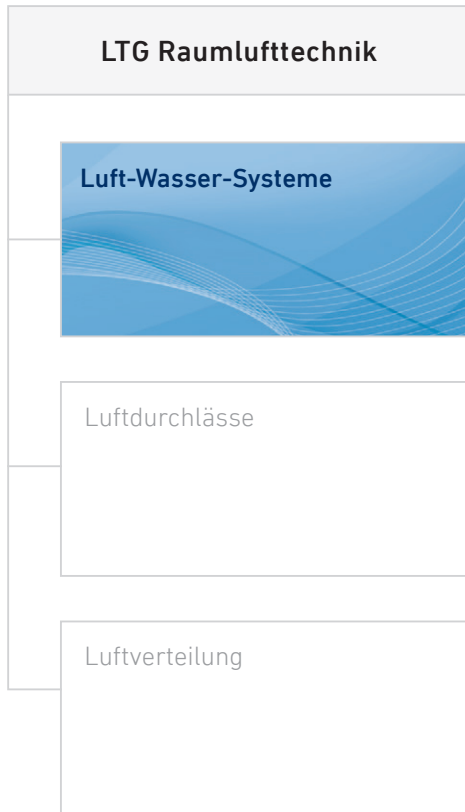 LTG Raumlufttechnik
Luft-Wasser-Systeme
Luftdurchlässe
Luftverteilung